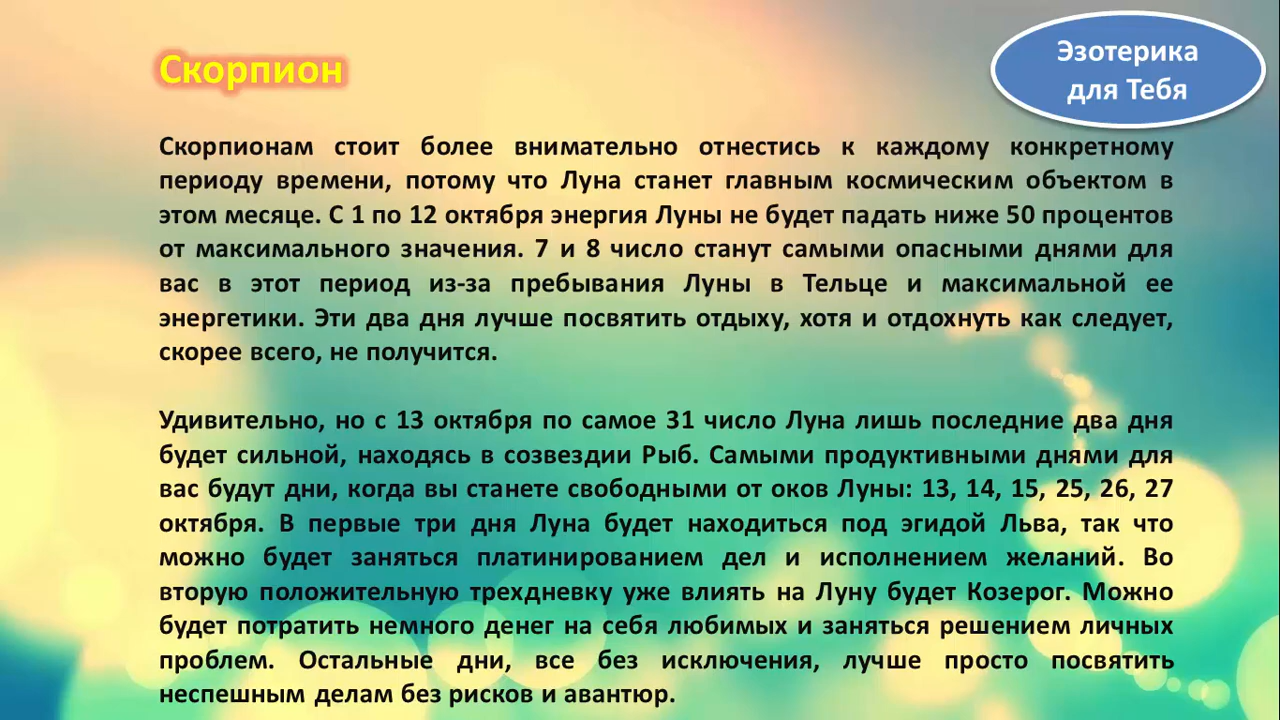 Скорпион
Эзотерика
для Тебя
Скорпионам стоит более внимательно отнестись к каждому конкретному
периоду времени, потому что Луна станет главным космическим объектом в
этом месяце. С 1 по 12 октября энергия Луны не будет падать ниже 50 процентов
от максимального значения. 7 и 8 число станут самыми опасными днями для
вас в этот период из-за пребывания Луны в Тельце и максимальной ее
энергетики. Эти два дня лучше посвятить отдыху, хотя и отдохнуть как следует,
скорее всего, не получится.
Удивительно, но с 13 октября по самое 31 число Луна лишь последние два дня
будет сильной, находясь в созвездии Рыб. Самыми продуктивными днями для
вас будут дни, когда вы станете свободными от оков Луны: 13, 14, 15, 25, 26, 27
октября. В первые три дня Луна будет находиться под эгидой Льва, так что
можно будет заняться платинированием дел и исполнением желаний. Во
вторую положительную трехдневку уже влиять на Луну будет Козерог. Можно
будет потратить немного денег на себя любимых и заняться решением личных
проблем. Остальные дни, все без исключения, лучше просто посвятить
неспешным делам без рисков и авантюр.